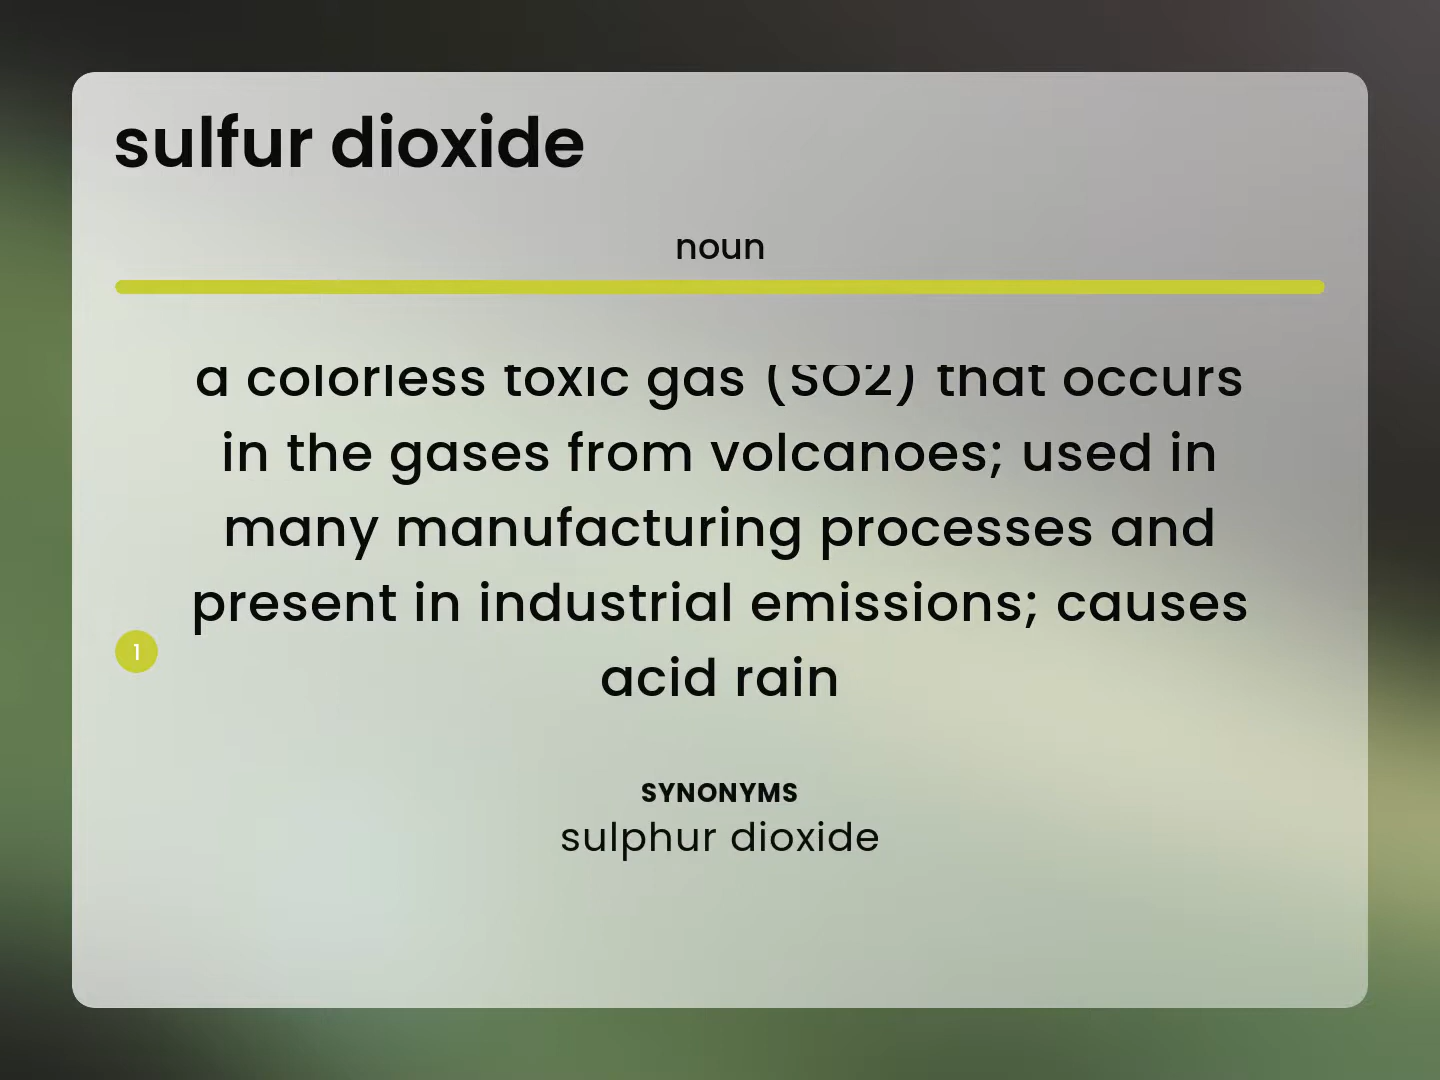 sulfur dioxide
noun
a colorless toxic gas (SO2) that occurs
in the gases from volcanoes; used in
many manufacturing processes and
present in industrial emissions; causes
acid rain
1
SYNONYMS
sulphur dioxide